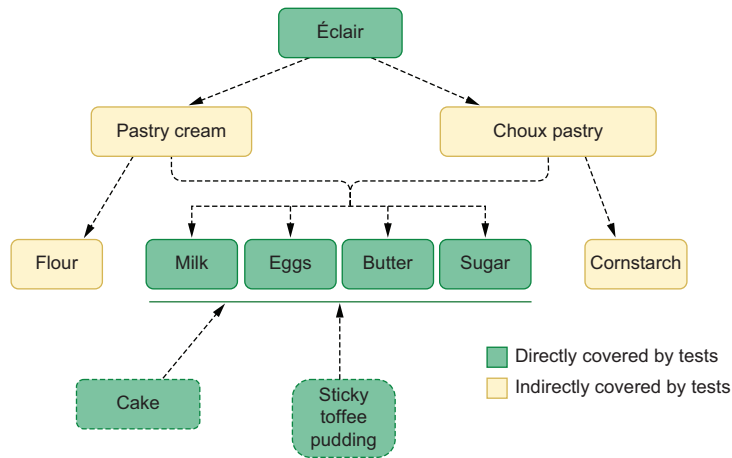 Éclair
Pastry cream
Choux pastry
Flour
Milk
Eggs
Butter
Sugar
Cornstarch
Directly covered by tests
Indirectly covered by tests
Cake
Sticky
toffee
pudding